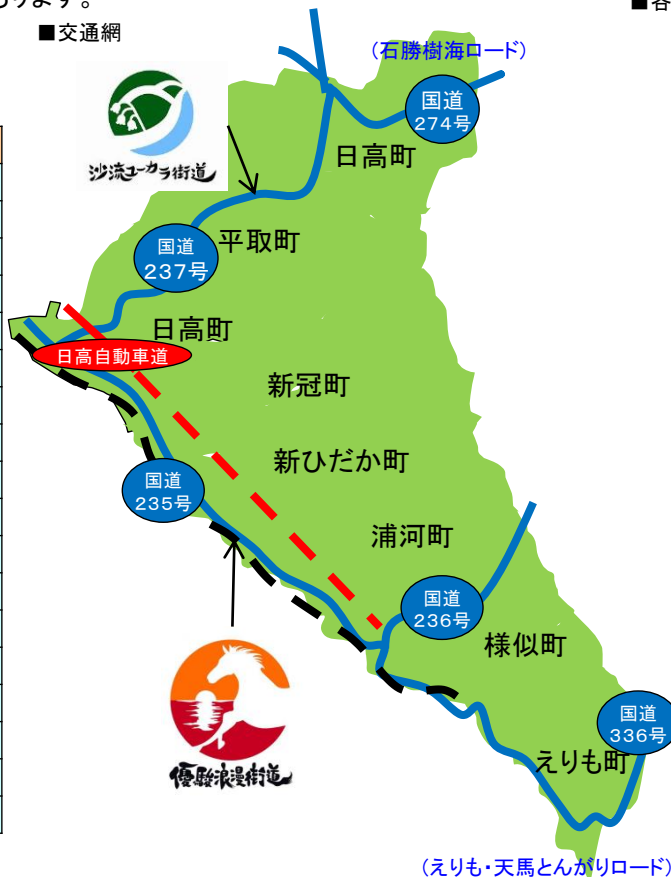 ります。
■各
■交通網
(石勝樹海ロード)
国道
274号
沙流ユーカラ街道
日高町
平取町
国道
237号
日高町
日高自動車道
新冠町
新ひだか町
国道
235号
浦河町
国道
236号
様似町
優駿浪漫街道
国道
336号
えりも町
(えりも・天馬とんがりロード)